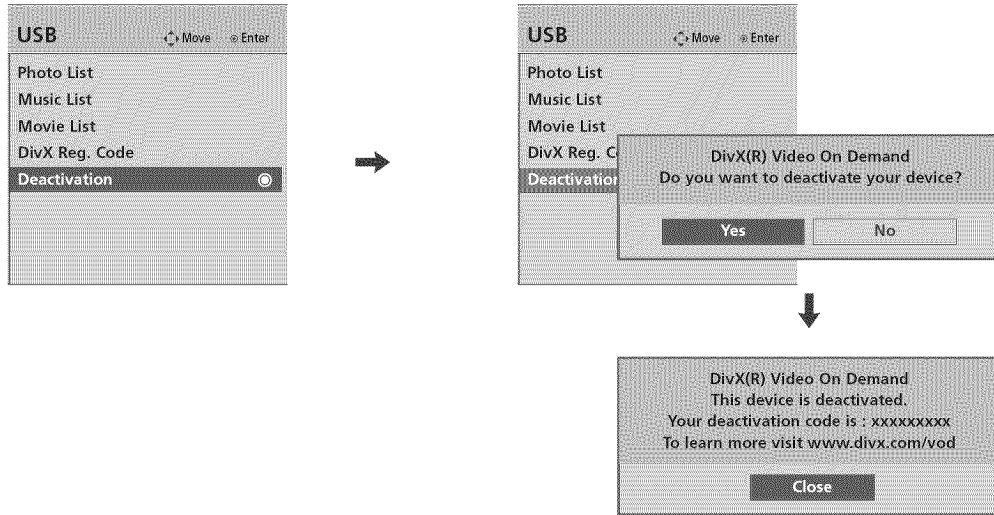 USB Move Enter
Photo List
Music List
Movie List
DivX Reg. Code
Deactivation
USB Move Enter
Photo List
Music List
Movie List
DivX Reg. C
Deactivation
DivX(R) Video On Demand
Do you want to deactivate your device?
Yes No
DivX(R) Video On Demand
This device is deactivated.
Your deactivation code is : xxxxxxxxx
To learn more visit www.divx.com/vod
Close